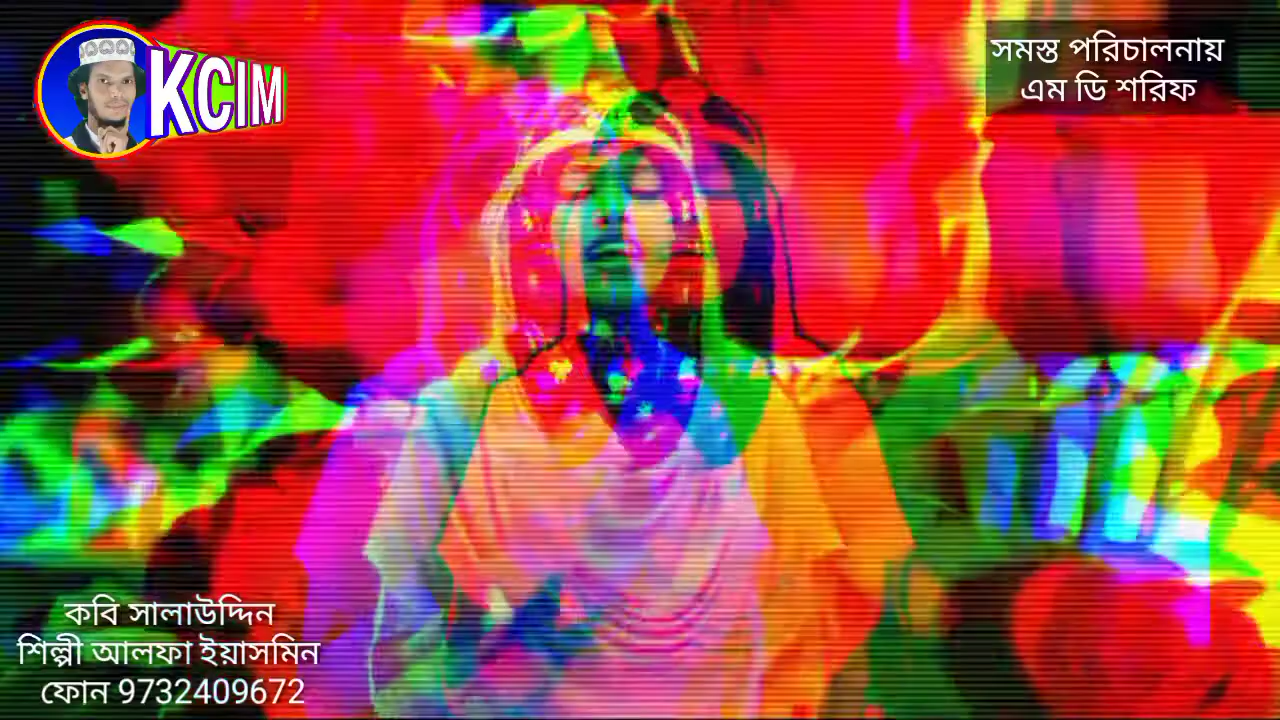 KCIM
সমস্ত পরিচালনায়
এম ডি শরিফ
কবি সালাউদ্দিন
শিল্পী আলফা ইয়াসমিন
ফোন 9732409672